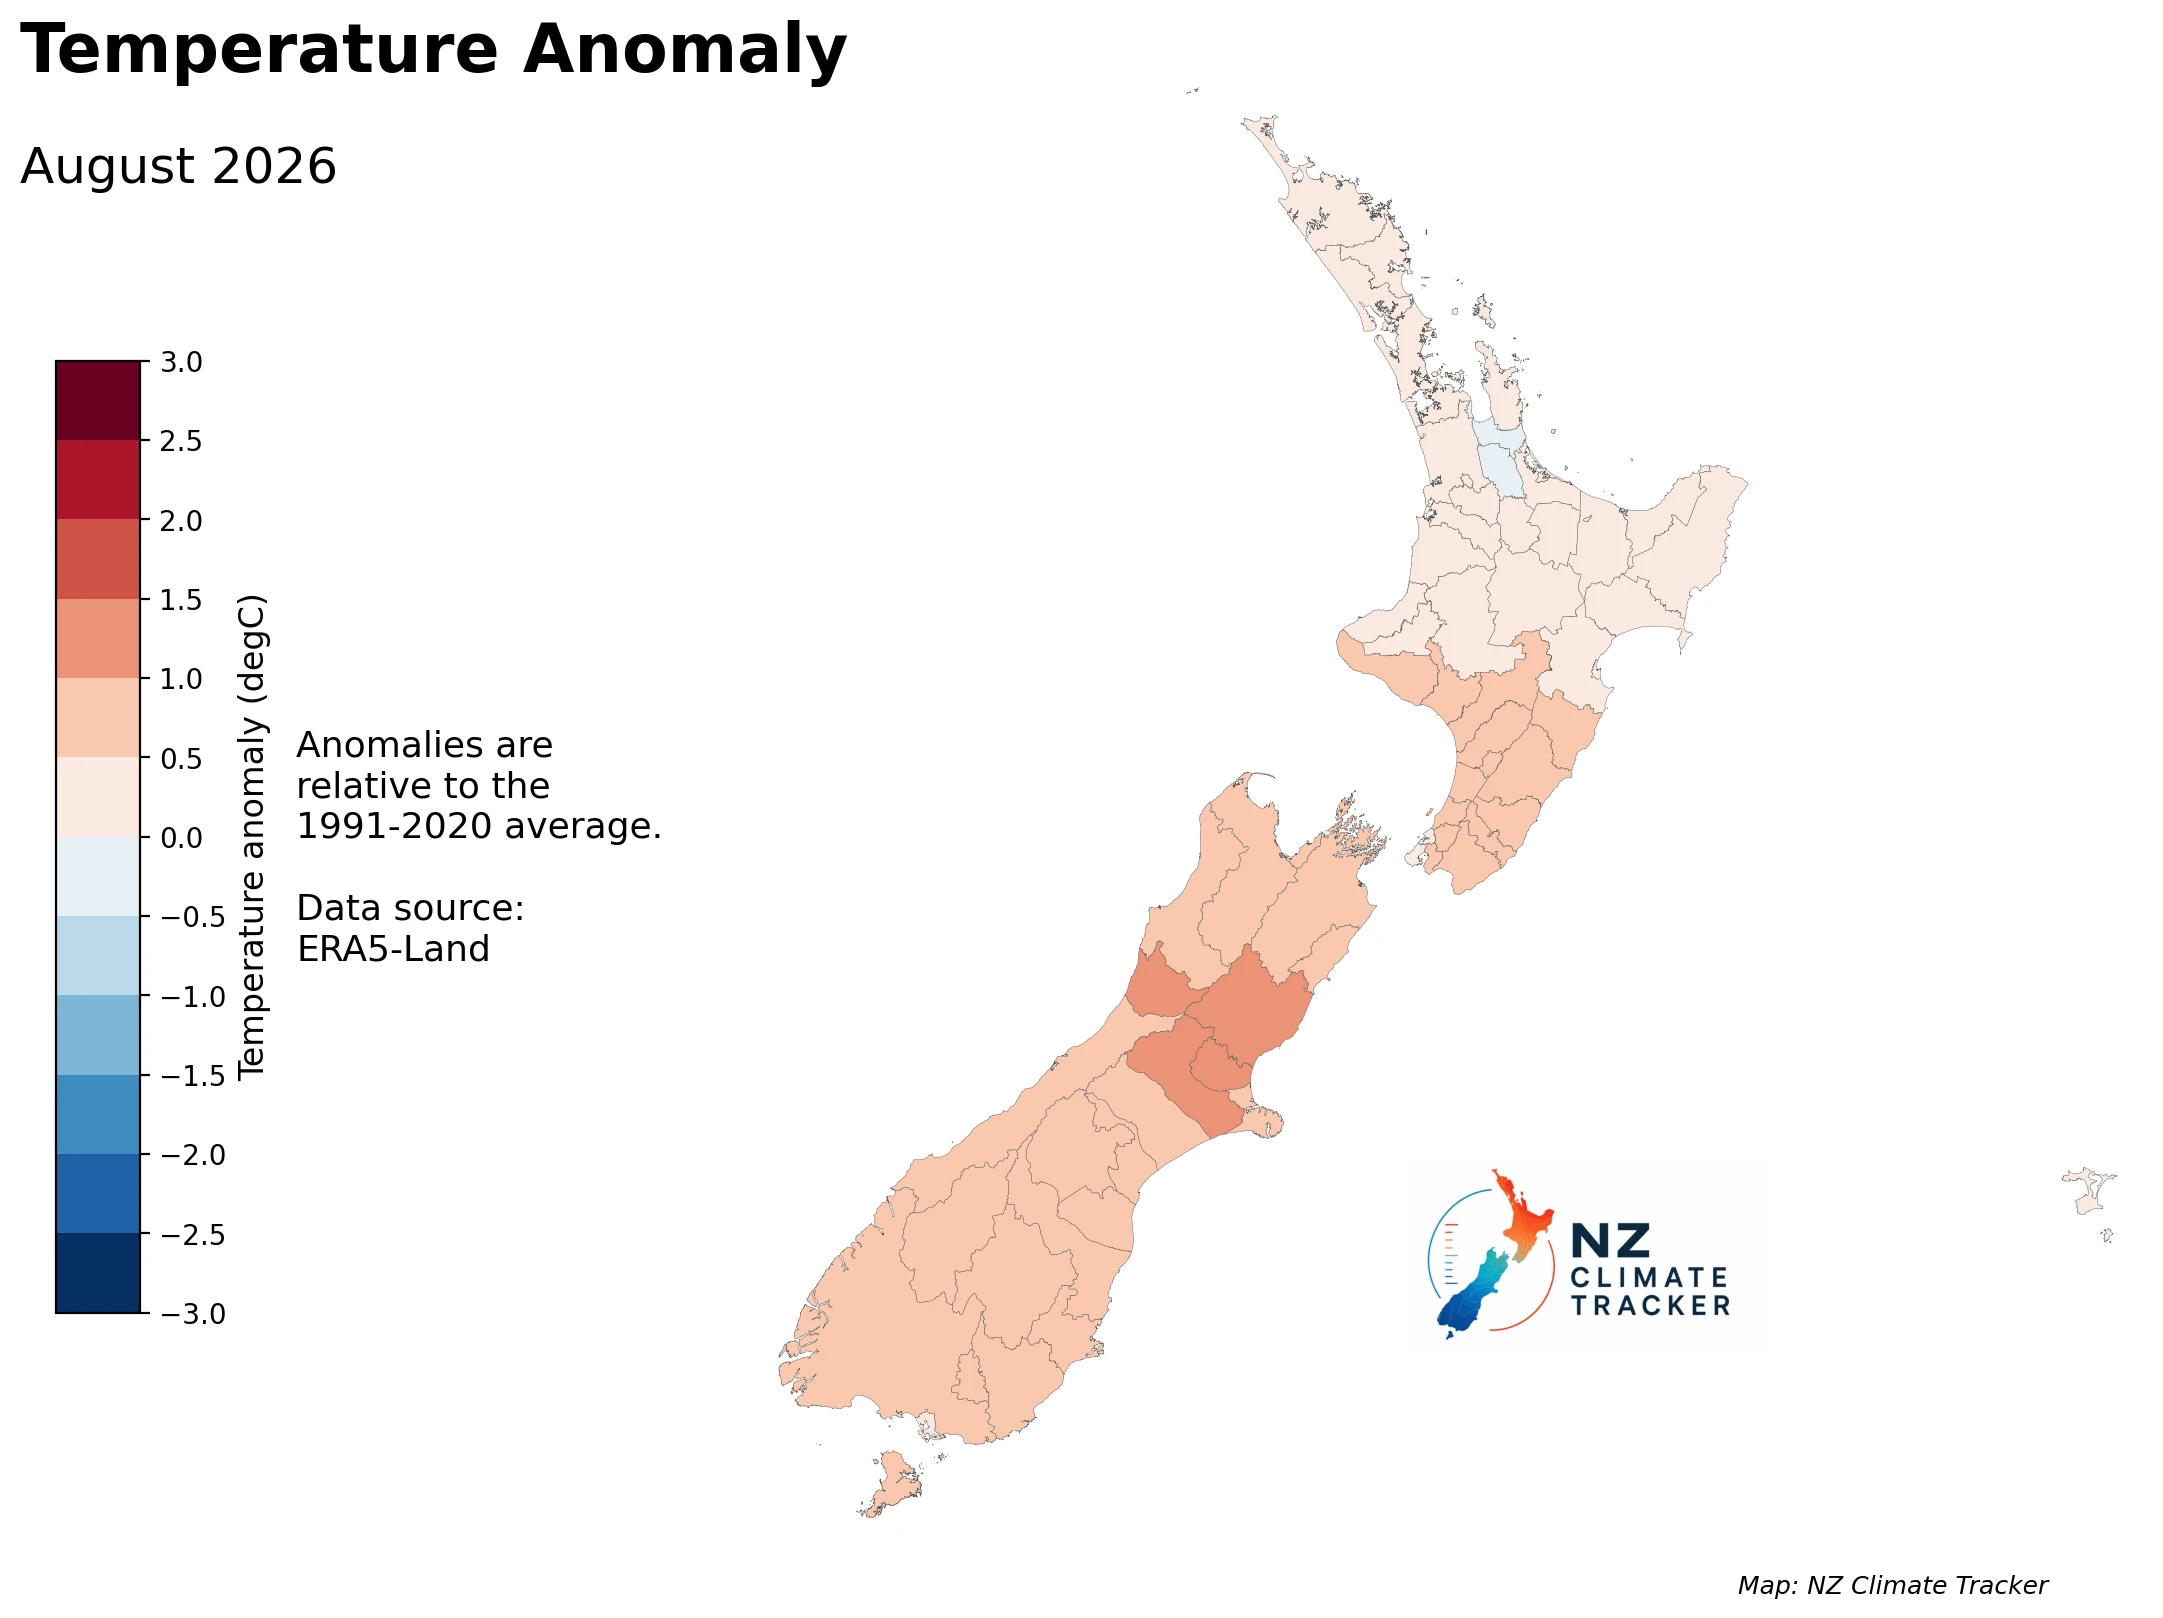 Temperature Anomaly
August 2026
3.0
2.5
2.0
1.5
1.0
0.5
0.0
−0.5
−1.0
−1.5
−2.0
−2.5
−3.0
Temperature anomaly (degC)
Anomalies are
relative to the
1991-2020 average.
Data source:
ERA5-Land
NZ
CLIMATE
TRACKER
Map: NZ Climate Tracker